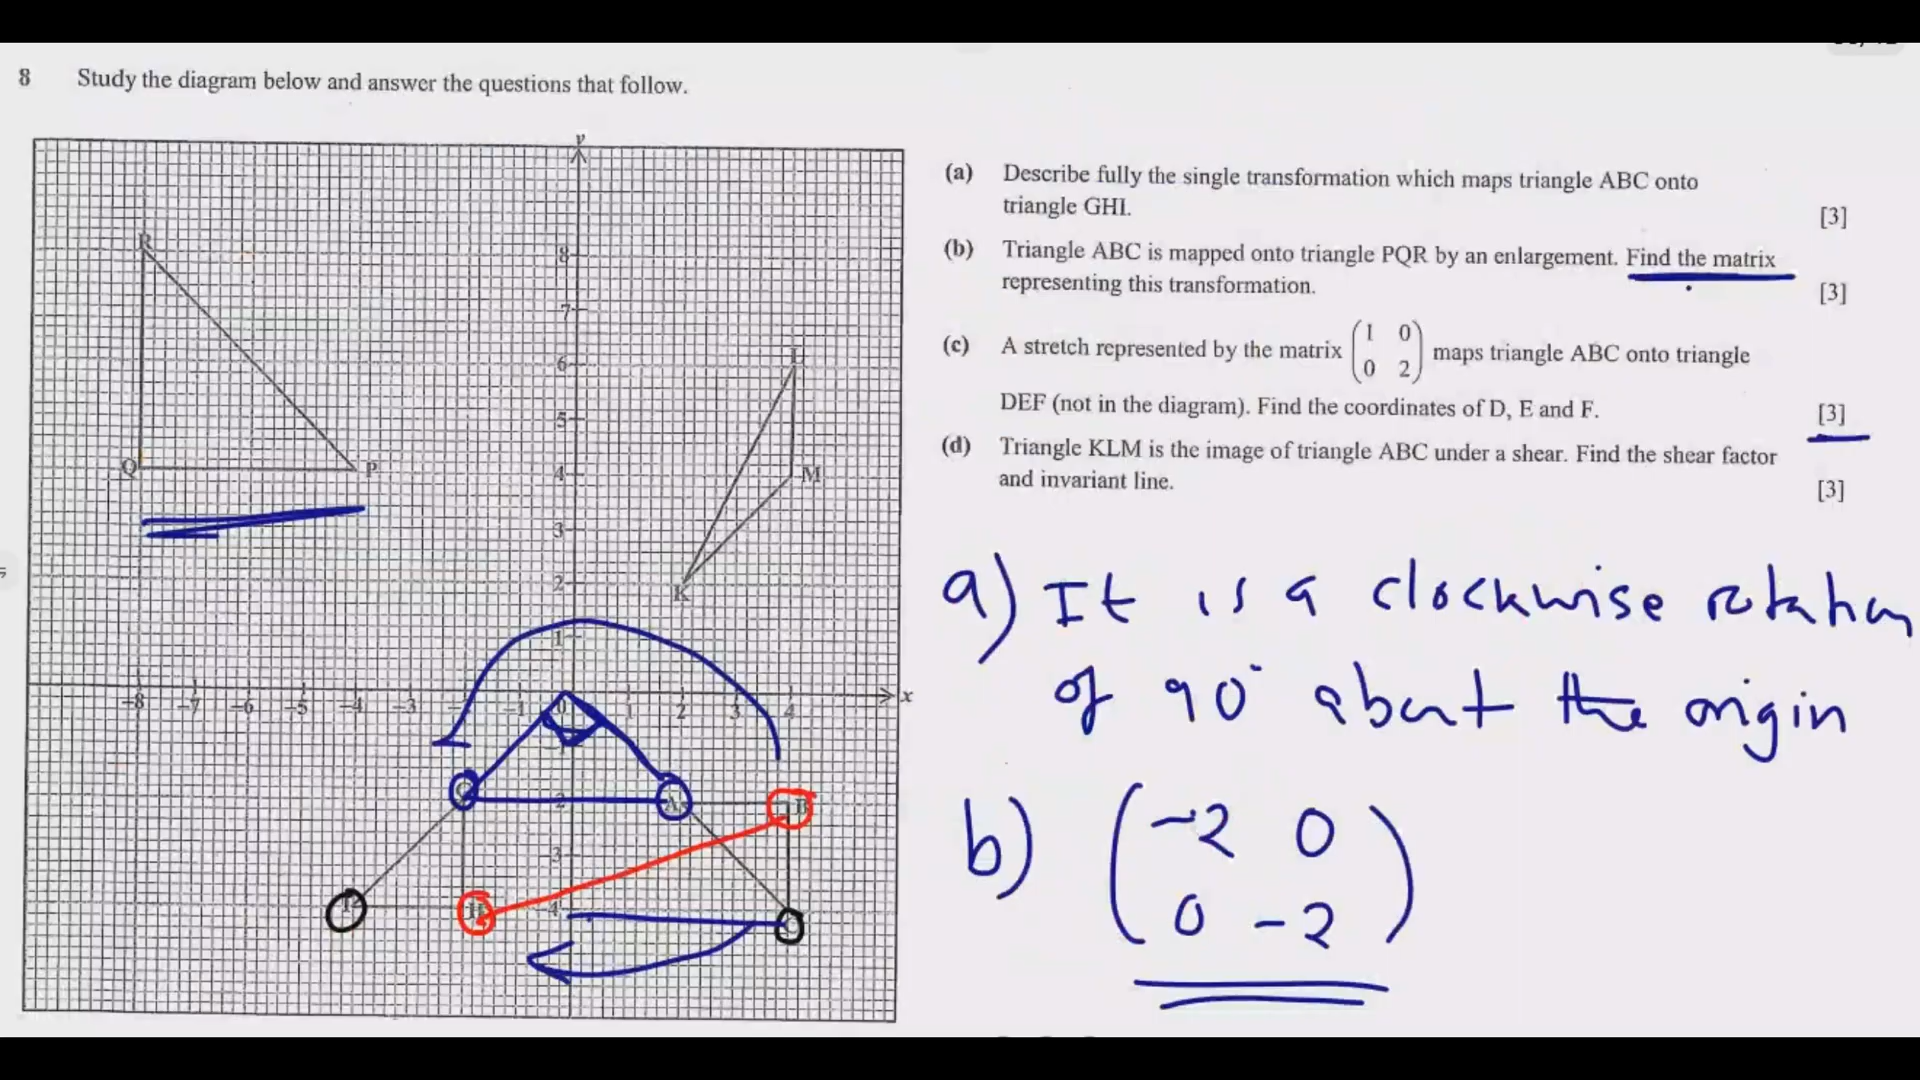 8 Study the diagram below and answer the questions that follow.
y
R
8
7
6
5
4
3
2
1
L
M
K
Q
P
-8 -7 -6 -5 -4 -3 -1 0 1 2 3 4 x
A
B
-2
3
-4
(a) Describe fully the single transformation which maps triangle ABC onto
triangle GHI. [3]
(b) Triangle ABC is mapped onto triangle PQR by an enlargement. Find the matrix
representing this transformation. [3]
(c) A stretch represented by the matrix (1 0
0 2) maps triangle ABC onto triangle
DEF (not in the diagram). Find the coordinates of D, E and F. [3]
(d) Triangle KLM is the image of triangle ABC under a shear. Find the shear factor
and invariant line. [3]
a) It is a clockwise rotation
of 90° about the origin
b) (-2 0
0 -2)